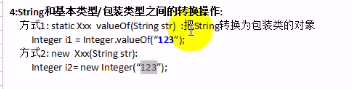 4:String和基本类型/包装类型之间的转换操作:
方式1: static Xxx valueOf(String str) :把String转换为包装类的对象
Integer i1 = Integer.valueOf("123");
方式2: new Xxx(String str):
Integer i2= new Integer("123");